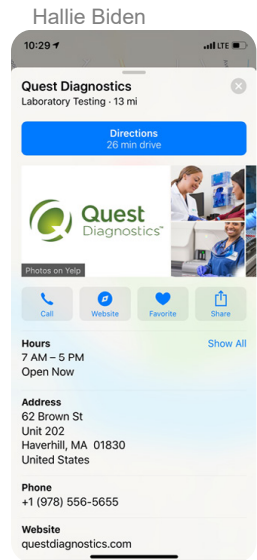 Hallie Biden
10:29
LTE
Quest Diagnostics
Laboratory Testing · 13 mi
Directions
26 min drive
Quest
Diagnostics™
Photos on Yelp
Call
Website
Favorite
Share
Hours
Show All
7 AM – 5 PM
Open Now
Address
62 Brown St
Unit 202
Haverhill, MA 01830
United States
Phone
+1 (978) 556-5655
Website
questdiagnostics.com